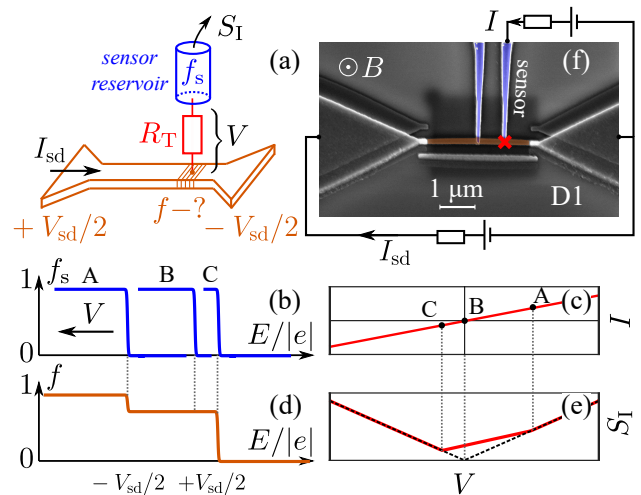 S_I
sensor
reservoir
f_s
(a)
R_T
V
I_sd
f−?
+ V_sd/2
− V_sd/2
I
⊙ B
sensor
(f)
1 μm
D1
I_sd
f_s
A
B
C
1
V
(b)
0
E/|e|
C
B
A
(c)
I
f
1
(d)
0
E/|e|
− V_sd/2
+V_sd/2
(e)
S_I
V